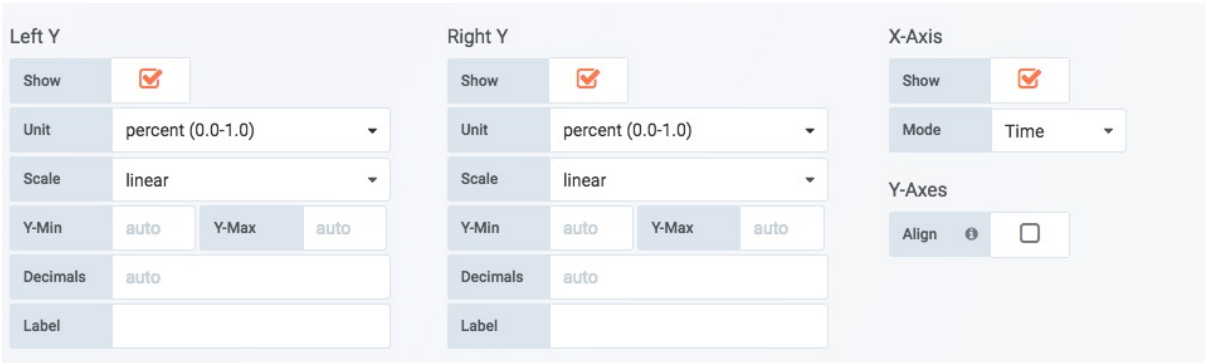 Left Y
Show
Unit percent (0.0-1.0)
Scale linear
Y-Min auto Y-Max auto
Decimals auto
Label
Right Y
Show
Unit percent (0.0-1.0)
Scale linear
Y-Min auto Y-Max auto
Decimals auto
Label
X-Axis
Show
Mode Time
Y-Axes
Align